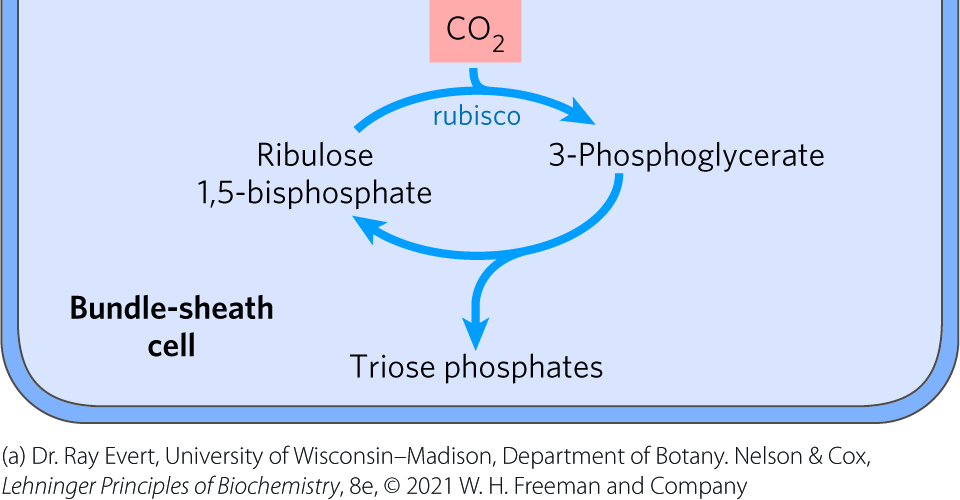 CO₂
rubisco
Ribulose
1,5-bisphosphate
3-Phosphoglycerate
Bundle-sheath
cell
Triose phosphates
(a) Dr. Ray Evert, University of Wisconsin–Madison, Department of Botany. Nelson & Cox,
Lehninger Principles of Biochemistry, 8e, © 2021 W. H. Freeman and Company